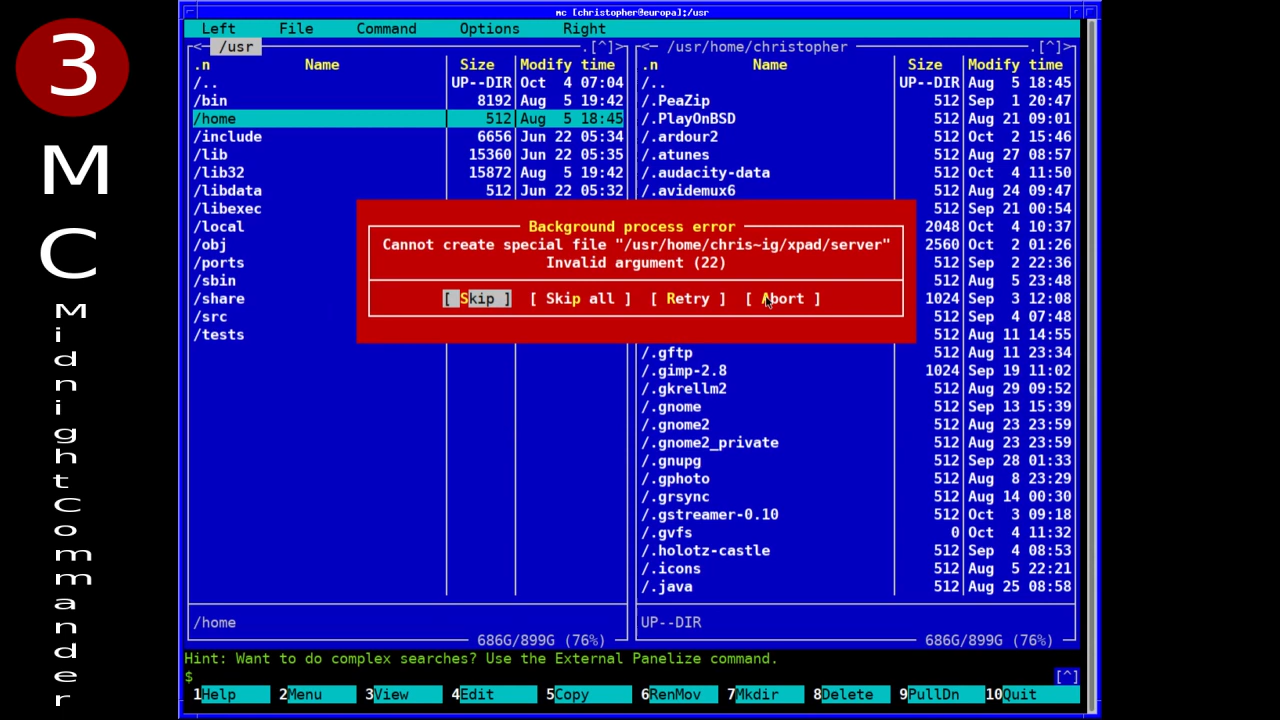 3
M
C
MidnightCommander
mc [christopher@europa]:/usr
Left File Command Options Right
<─ /usr .[^]>
.n Name Size Modify time
/.. UP--DIR Oct 4 07:04
/bin 8192 Aug 5 19:42
/home 512 Aug 5 18:45
/include 6656 Jun 22 05:34
/lib 15360 Jun 22 05:35
/lib32 15872 Aug 5 19:42
/libdata 512 Jun 22 05:32
/libexec
/local
/obj
/ports
/sbin
/share
/src
/tests
/home
686G/899G (76%)
<─ /usr/home/christopher .[^]>
.n Name Size Modify time
/.. UP--DIR Aug 5 18:45
/.PeaZip 512 Sep 1 20:47
/.PlayOnBSD 512 Aug 21 09:01
/.ardour2 512 Oct 2 15:46
/.atunes 512 Aug 27 08:57
/.audacity-data 512 Oct 4 11:50
/.avidemux6 512 Aug 24 09:47
512 Sep 21 00:54
2048 Oct 4 10:37
2560 Oct 2 01:26
512 Sep 2 22:36
512 Aug 5 23:48
1024 Sep 3 12:08
512 Sep 4 07:48
512 Aug 11 14:55
/.gftp 512 Aug 11 23:34
/.gimp-2.8 1024 Sep 19 11:02
/.gkrellm2 512 Aug 29 09:52
/.gnome 512 Sep 13 15:39
/.gnome2 512 Aug 23 23:59
/.gnome2_private 512 Aug 23 23:59
/.gnupg 512 Sep 28 01:33
/.gphoto 512 Aug 8 23:29
/.grsync 512 Aug 14 00:30
/.gstreamer-0.10 512 Oct 3 09:18
/.gvfs 0 Oct 4 11:32
/.holotz-castle 512 Sep 4 08:53
/.icons 512 Aug 5 22:21
/.java 512 Aug 25 08:58
UP--DIR
686G/899G (76%)
Background process error
Cannot create special file "/usr/home/chris~ig/xpad/server"
Invalid argument (22)
[ Skip ] [ Skip all ] [ Retry ] [ Abort ]
Hint: Want to do complex searches? Use the External Panelize command.
$ [^]
1Help 2Menu 3View 4Edit 5Copy 6RenMov 7Mkdir 8Delete 9PullDn 10Quit